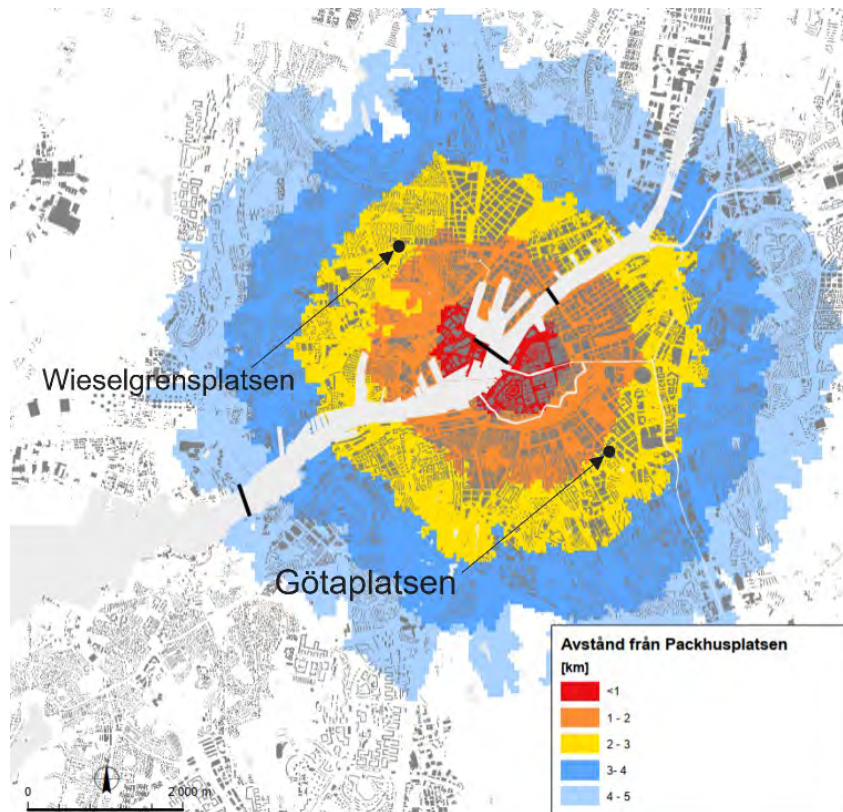 Wieselgrensplatsen
Götaplatsen
Avstånd från Packhusplatsen
[km]
<1
1 - 2
2 - 3
3- 4
4 - 5
0 2 000 m